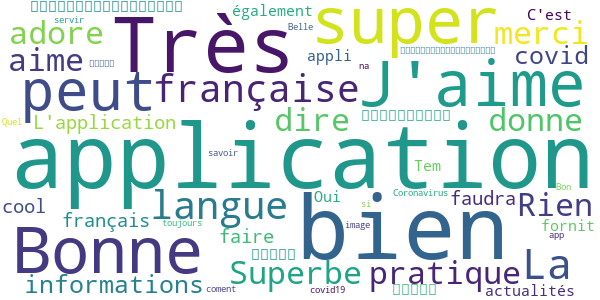 servir
également
C'est
adore
Très
Belle
super
merci
aime
appli
covid
peut
française
na
J'aime
L'application
dire
donne
Quel
application
savoir
Tem
Coronavirus
Bon
cool
langue
Oui
si
faudra
Rien
français
toujours
bien
image
fornit
Bonne
faire
app
La
informations
coment
Superbe
covid19
pratique
actualités